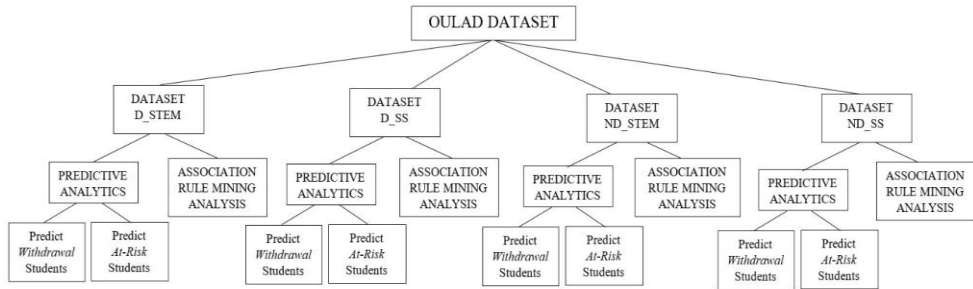 OULAD DATASET
DATASET
D_STEM
DATASET
D_SS
DATASET
ND_STEM
DATASET
ND_SS
PREDICTIVE
ANALYTICS
ASSOCIATION
RULE MINING
ANALYSIS
PREDICTIVE
ANALYTICS
ASSOCIATION
RULE MINING
ANALYSIS
PREDICTIVE
ANALYTICS
ASSOCIATION
RULE MINING
ANALYSIS
PREDICTIVE
ANALYTICS
ASSOCIATION
RULE MINING
ANALYSIS
Predict
Withdrawal
Students
Predict
At-Risk
Students
Predict
Withdrawal
Students
Predict
At-Risk
Students
Predict
Withdrawal
Students
Predict
At-Risk
Students
Predict
Withdrawal
Students
Predict
At-Risk
Students